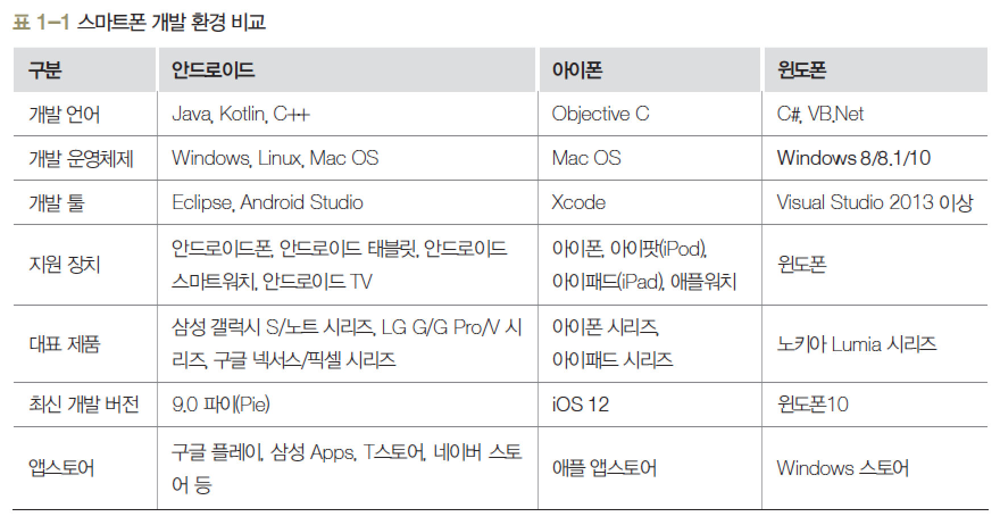 표 1-1 스마트폰 개발 환경 비교
구분 안드로이드 아이폰 윈도폰
개발 언어 Java, Kotlin, C++ Objective C C#, VB.Net
개발 운영체제 Windows, Linux, Mac OS Mac OS Windows 8/8.1/10
개발 툴 Eclipse, Android Studio Xcode Visual Studio 2013 이상
지원 장치
안드로이드폰, 안드로이드 태블릿, 안드로이드
스마트워치, 안드로이드 TV
아이폰, 아이팟(iPod),
아이패드(iPad), 애플워치
윈도폰
대표 제품
삼성 갤럭시 S/노트 시리즈, LG G/G Pro/V 시
리즈, 구글 넥서스/픽셀 시리즈
아이폰 시리즈,
아이패드 시리즈
노키아 Lumia 시리즈
최신 개발 버전 9.0 파이(Pie) iOS 12 윈도폰10
앱스토어
구글 플레이, 삼성 Apps, T스토어, 네이버 스토
어 등
애플 앱스토어
Windows 스토어